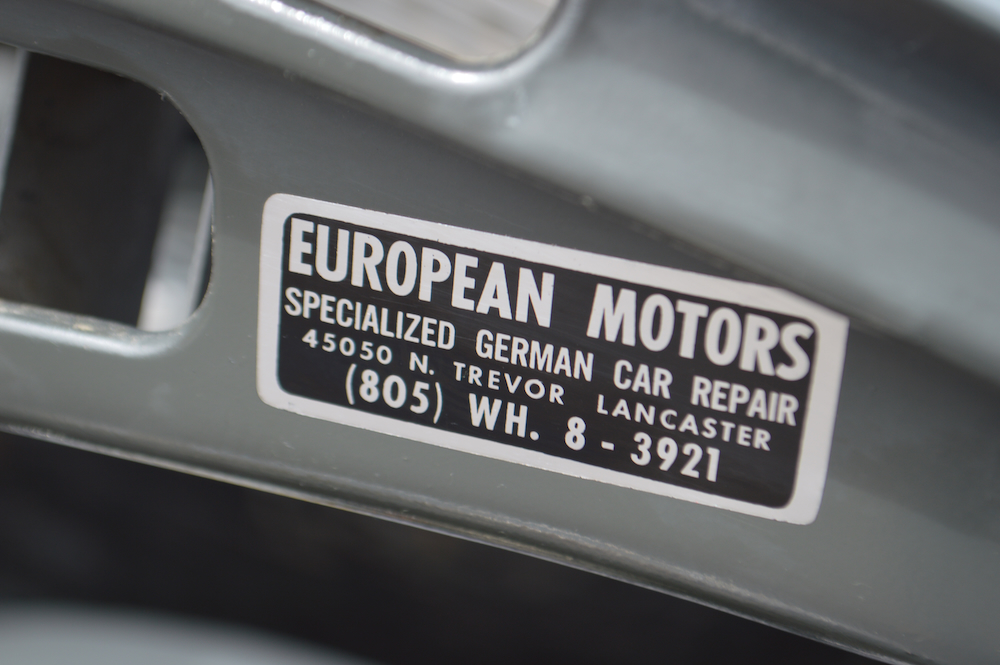 EUROPEAN MOTORS
SPECIALIZED GERMAN CAR REPAIR
45050 N. TREVOR LANCASTER
(805) WH. 8 - 3921